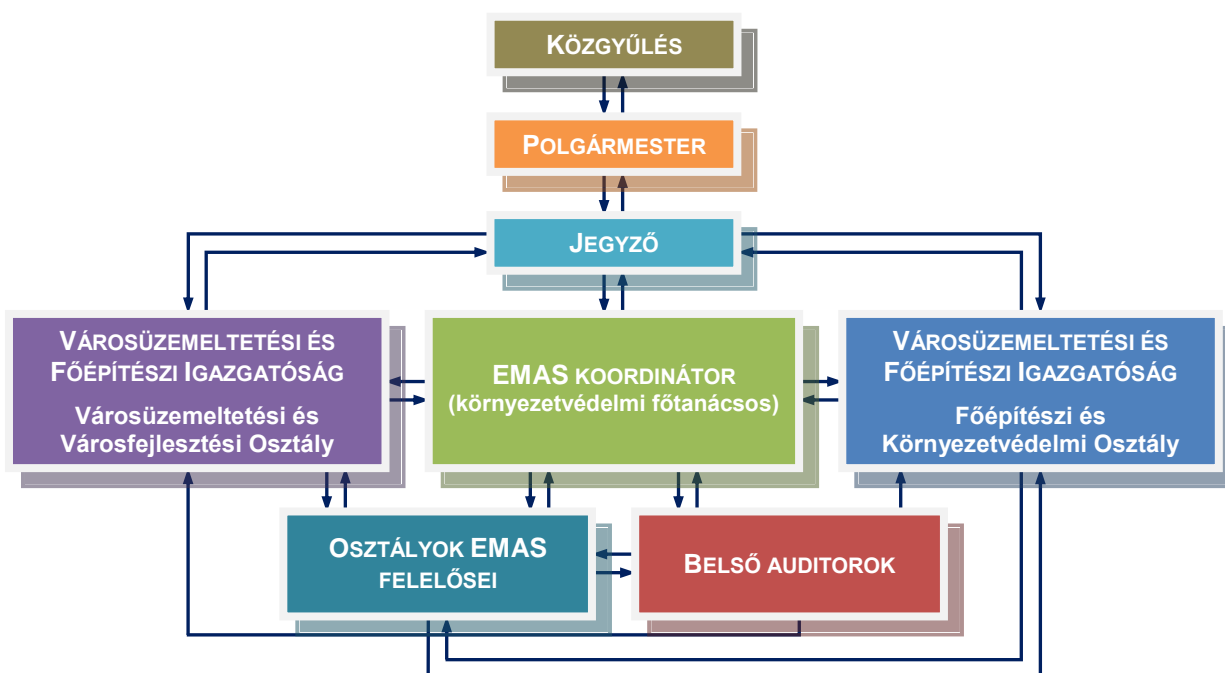 KÖZGYŰLÉS
POLGÁRMESTER
JEGYZŐ
VÁROSÜZEMELTETÉSI ÉS
FŐÉPÍTÉSZI IGAZGATÓSÁG
Városüzemeltetési és
Városfejlesztési Osztály
EMAS KOORDINÁTOR
(környezetvédelmi főtanácsos)
VÁROSÜZEMELTETÉSI ÉS
FŐÉPÍTÉSZI IGAZGATÓSÁG
Főépítészi és
Környezetvédelmi Osztály
OSZTÁLYOK EMAS
FELELŐSEI
BELSŐ AUDITOROK